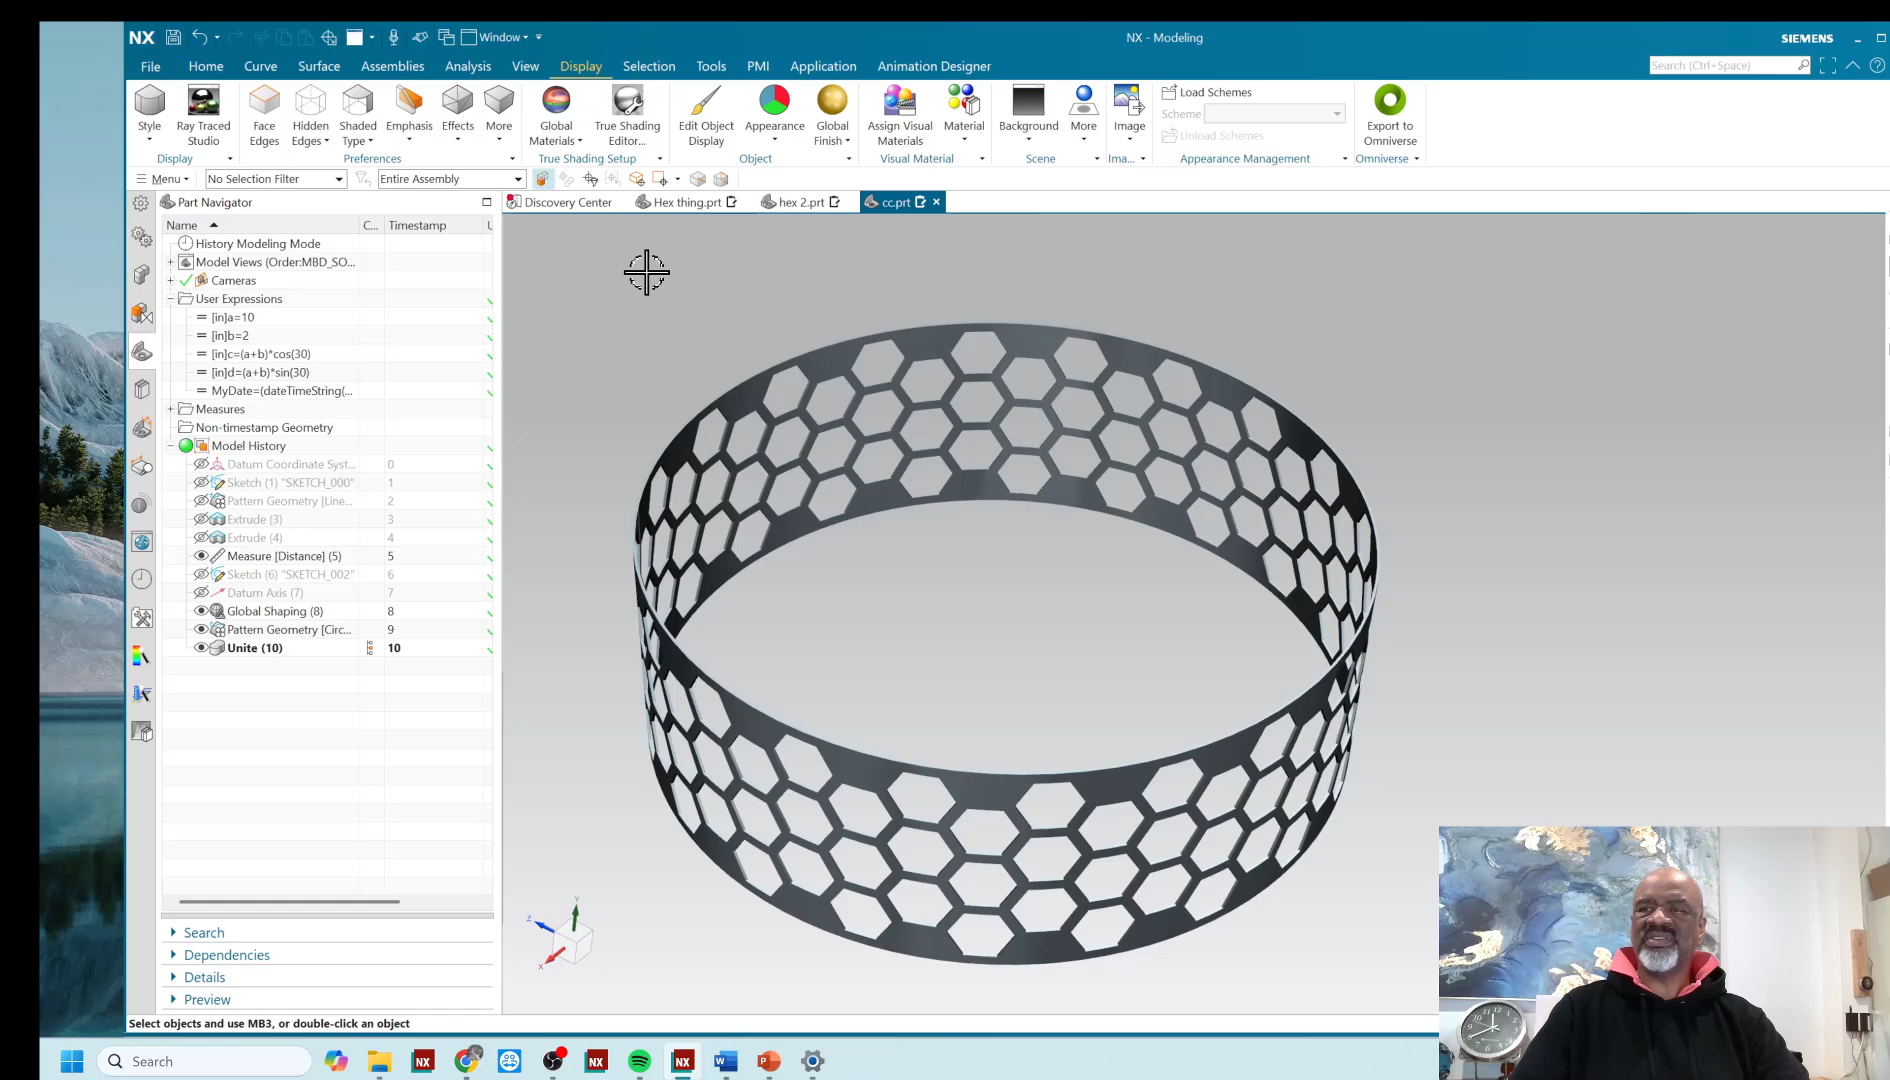 NX
Window
NX - Modeling
SIEMENS
File Home Curve Surface Assemblies Analysis View Display Selection Tools PMI Application Animation Designer
Search (Ctrl+Space)
Style
Ray Traced Studio
Face Edges
Hidden Edges
Shaded Type
Emphasis
Effects
More
Global Materials
True Shading Editor...
Edit Object Display
Appearance
Global Finish
Assign Visual Materials
Material
Background
More
Image
Load Schemes
Scheme
Unload Schemes
Export to Omniverse
Display
Preferences
True Shading Setup
Object
Visual Material
Scene
Ima...
Appearance Management
Omniverse
Menu
No Selection Filter
Entire Assembly
Part Navigator
Discovery Center
Hex thing.prt
hex 2.prt
cc.prt
Name C... Timestamp U
History Modeling Mode
Model Views (Order:MBD_SO...
Cameras
User Expressions
[in]a=10
[in]b=2
[in]c=(a+b)*cos(30)
[in]d=(a+b)*sin(30)
MyDate=(dateTimeString(...
Measures
Non-timestamp Geometry
Model History
Datum Coordinate Syst... 0
Sketch (1) "SKETCH_000" 1
Pattern Geometry [Line... 2
Extrude (3) 3
Extrude (4) 4
Measure [Distance] (5) 5
Sketch (6) "SKETCH_002" 6
Datum Axis (7) 7
Global Shaping (8) 8
Pattern Geometry [Circ... 9
Unite (10) 10
Search
Dependencies
Details
Preview
Y
Z
X
Select objects and use MB3, or double-click an object
Search
NX
NX
NX
W
P